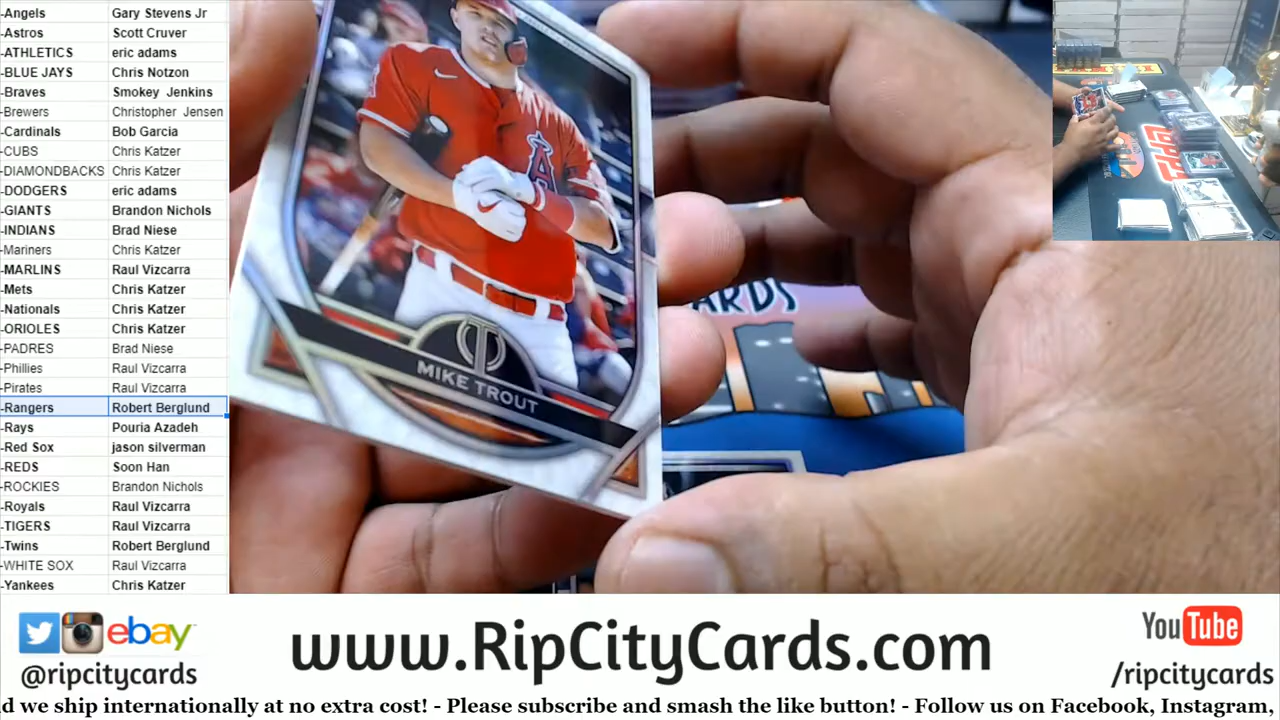 -Angels Gary Stevens Jr
-Astros Scott Cruver
-ATHLETICS eric adams
-BLUE JAYS Chris Notzon
-Braves Smokey Jenkins
-Brewers Christopher Jensen
-Cardinals Bob Garcia
-CUBS Chris Katzer
-DIAMONDBACKS Chris Katzer
-DODGERS eric adams
-GIANTS Brandon Nichols
-INDIANS Brad Niese
-Mariners Chris Katzer
-MARLINS Raul Vizcarra
-Mets Chris Katzer
-Nationals Chris Katzer
-ORIOLES Chris Katzer
-PADRES Brad Niese
-Phillies Raul Vizcarra
-Pirates Raul Vizcarra
-Rangers Robert Berglund
-Rays Pouria Azadeh
-Red Sox jason silverman
-REDS Soon Han
-ROCKIES Brandon Nichols
-Royals Raul Vizcarra
-TIGERS Raul Vizcarra
-Twins Robert Berglund
-WHITE SOX Raul Vizcarra
-Yankees Chris Katzer
A
MIKE TROUT
ARDS
topps
ebay
@ripcitycards
www.RipCityCards.com
YouTube
/ripcitycards
d we ship internationally at no extra cost! - Please subscribe and smash the like button! - Follow us on Facebook, Instagram,